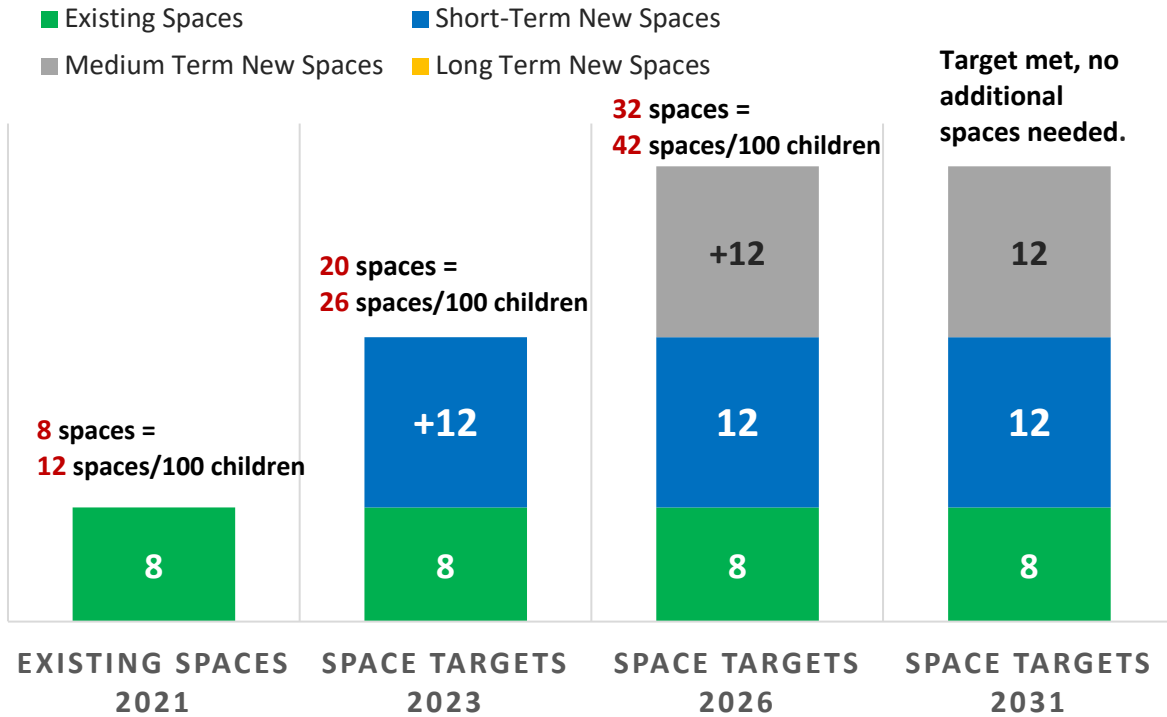 Existing Spaces
Short-Term New Spaces
Medium Term New Spaces
Long Term New Spaces
8 spaces =
12 spaces/100 children
20 spaces =
26 spaces/100 children
32 spaces =
42 spaces/100 children
Target met, no
additional
spaces needed.
8
+12
8
+12
12
8
12
12
8
EXISTING SPACES
2021
SPACE TARGETS
2023
SPACE TARGETS
2026
SPACE TARGETS
2031